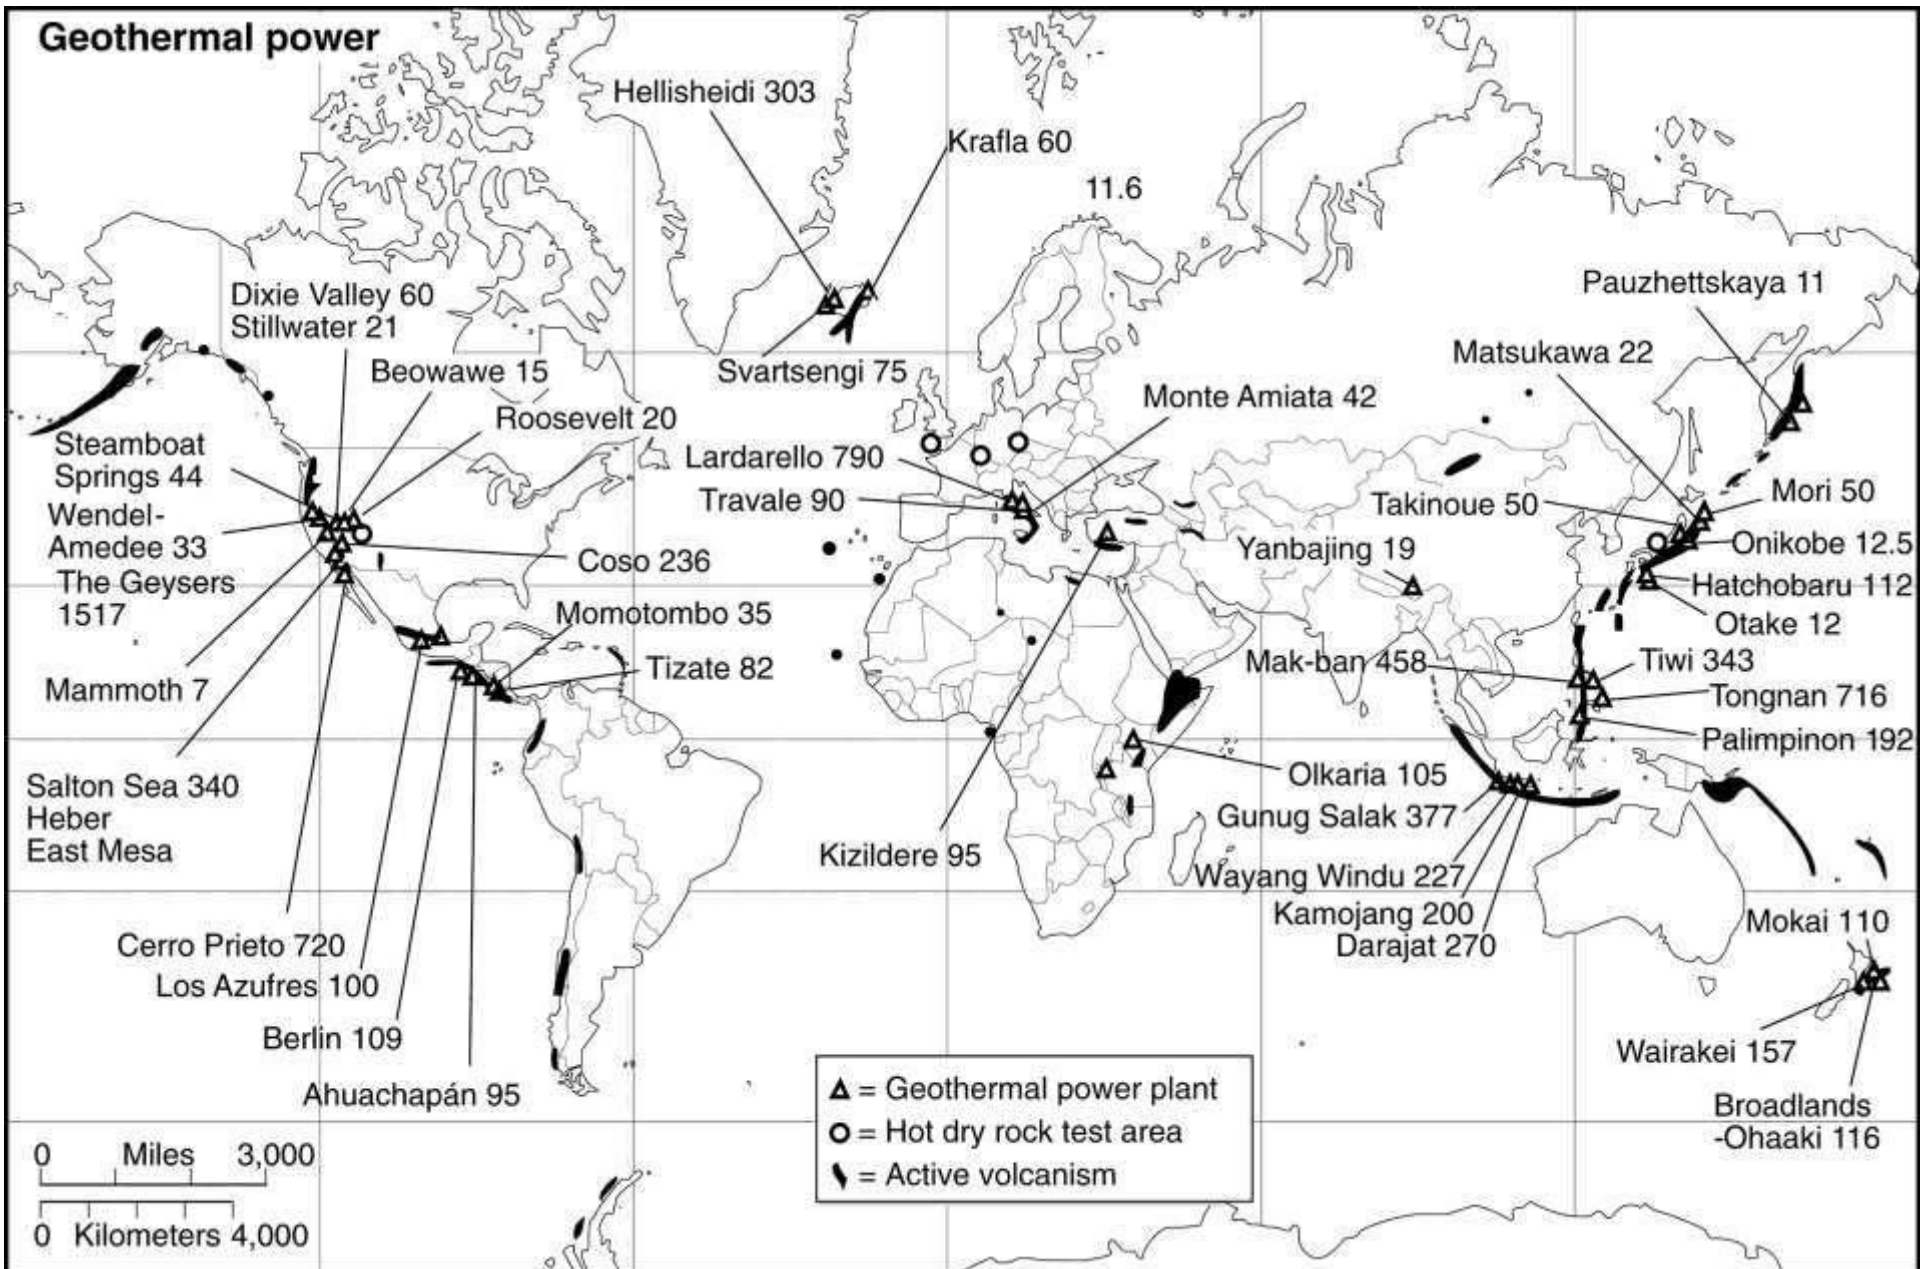 Geothermal power
Hellisheidi 303
Krafla 60
11.6
Dixie Valley 60
Stillwater 21
Pauzhettskaya 11
Beowawe 15
Svartsengi 75
Matsukawa 22
Roosevelt 20
Monte Amiata 42
Steamboat
Springs 44
Lardarello 790
Travale 90
Takinoue 50
Mori 50
Wendel-
Amedee 33
Coso 236
Yanbajing 19
Onikobe 12.5
The Geysers
1517
Hatchobaru 112
Momotombo 35
Otake 12
Tizate 82
Mak-ban 458
Tiwi 343
Mammoth 7
Tongnan 716
Palimpinon 192
Salton Sea 340
Heber
East Mesa
Olkaria 105
Gunug Salak 377
Kizildere 95
Wayang Windu 227
Kamojang 200
Darajat 270
Mokai 110
Cerro Prieto 720
Los Azufres 100
Berlin 109
Ahuachapán 95
Wairakei 157
Broadlands
-Ohaaki 116
= Geothermal power plant
= Hot dry rock test area
= Active volcanism
0 Miles 3,000
0 Kilometers 4,000